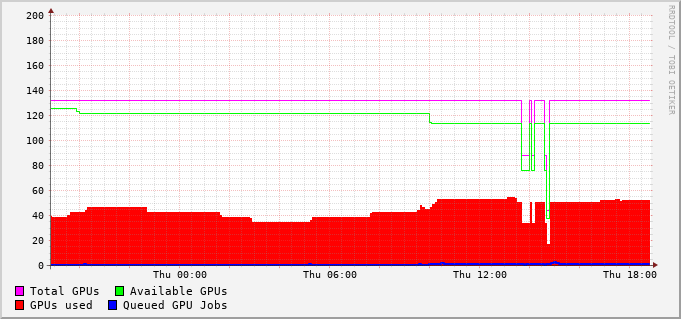 200
180
160
140
120
100
80
60
40
20
0
Thu 00:00 Thu 06:00 Thu 12:00 Thu 18:00
Total GPUs Available GPUs
GPUs used Queued GPU Jobs
RRDTOOL / TOBI OETIKER